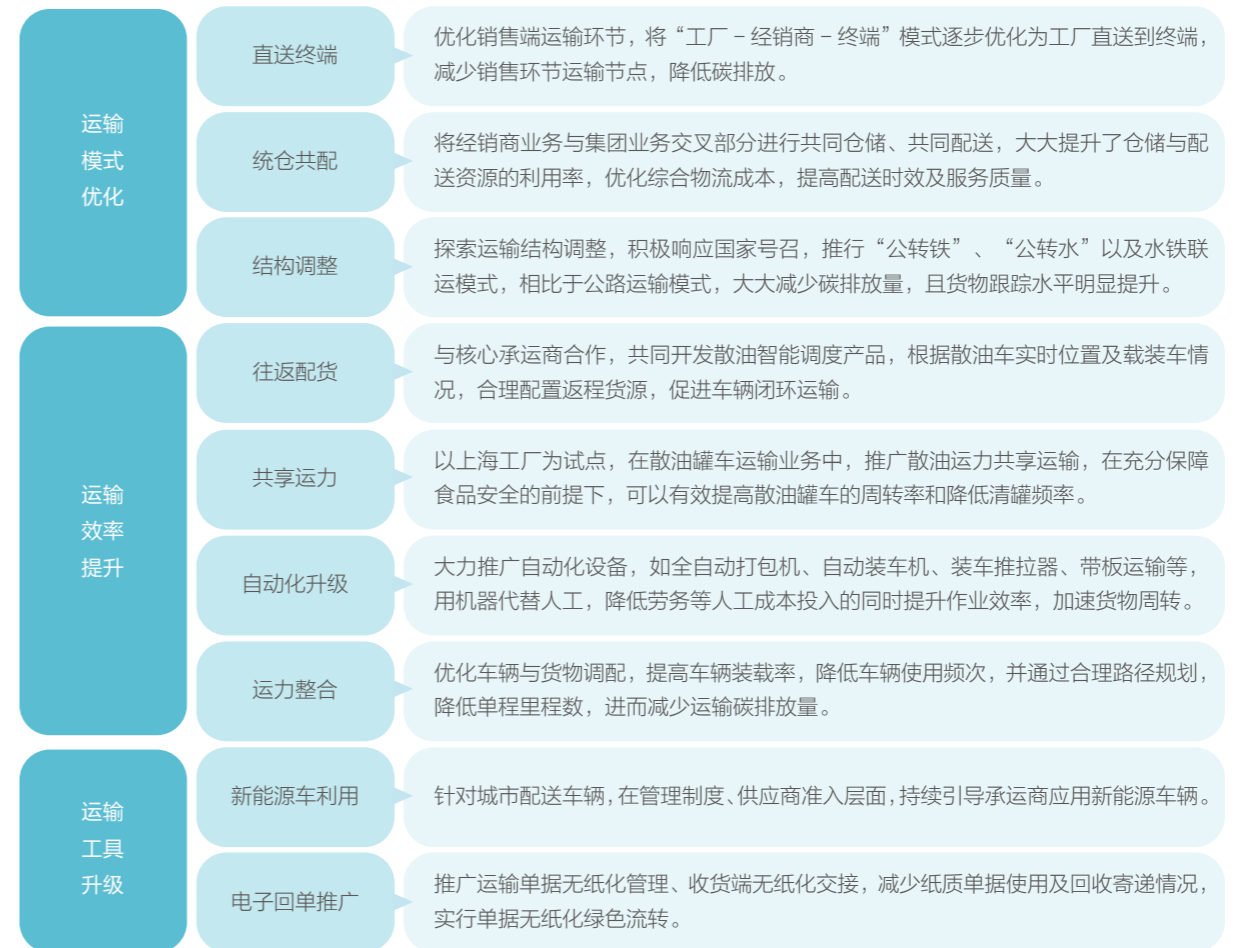 运输
模式
优化
直送终端
优化销售端运输环节，将“工厂－经销商－终端”模式逐步优化为工厂直送到终端，
减少销售环节运输节点，降低碳排放。
统仓共配
将经销商业务与集团业务交叉部分进行共同仓储、共同配送，大大提升了仓储与配
送资源的利用率，优化综合物流成本，提高配送时效及服务质量。
结构调整
探索运输结构调整，积极响应国家号召，推行“公转铁”、“公转水”以及水铁联
运模式，相比于公路运输模式，大大减少碳排放量，且货物跟踪水平明显提升。
运输
效率
提升
往返配货
与核心承运商合作，共同开发散油智能调度产品，根据散油车实时位置及载装车情
况，合理配置返程货源，促进车辆闭环运输。
共享运力
以上海工厂为试点，在散油罐车运输业务中，推广散油运力共享运输，在充分保障
食品安全的前提下，可以有效提高散油罐车的周转率和降低清罐频率。
自动化升级
大力推广自动化设备，如全自动打包机、自动装车机、装车推拉器、带板运输等，
用机器代替人工，降低劳务等人工成本投入的同时提升作业效率，加速货物周转。
运力整合
优化车辆与货物调配，提高车辆装载率，降低车辆使用频次，并通过合理路径规划，
降低单程里程数，进而减少运输碳排放量。
运输
工具
升级
新能源车利用
针对城市配送车辆，在管理制度、供应商准入层面，持续引导承运商应用新能源车辆。
电子回单推广
推广运输单据无纸化管理、收货端无纸化交接，减少纸质单据使用及回收寄递情况，
实行单据无纸化绿色流转。